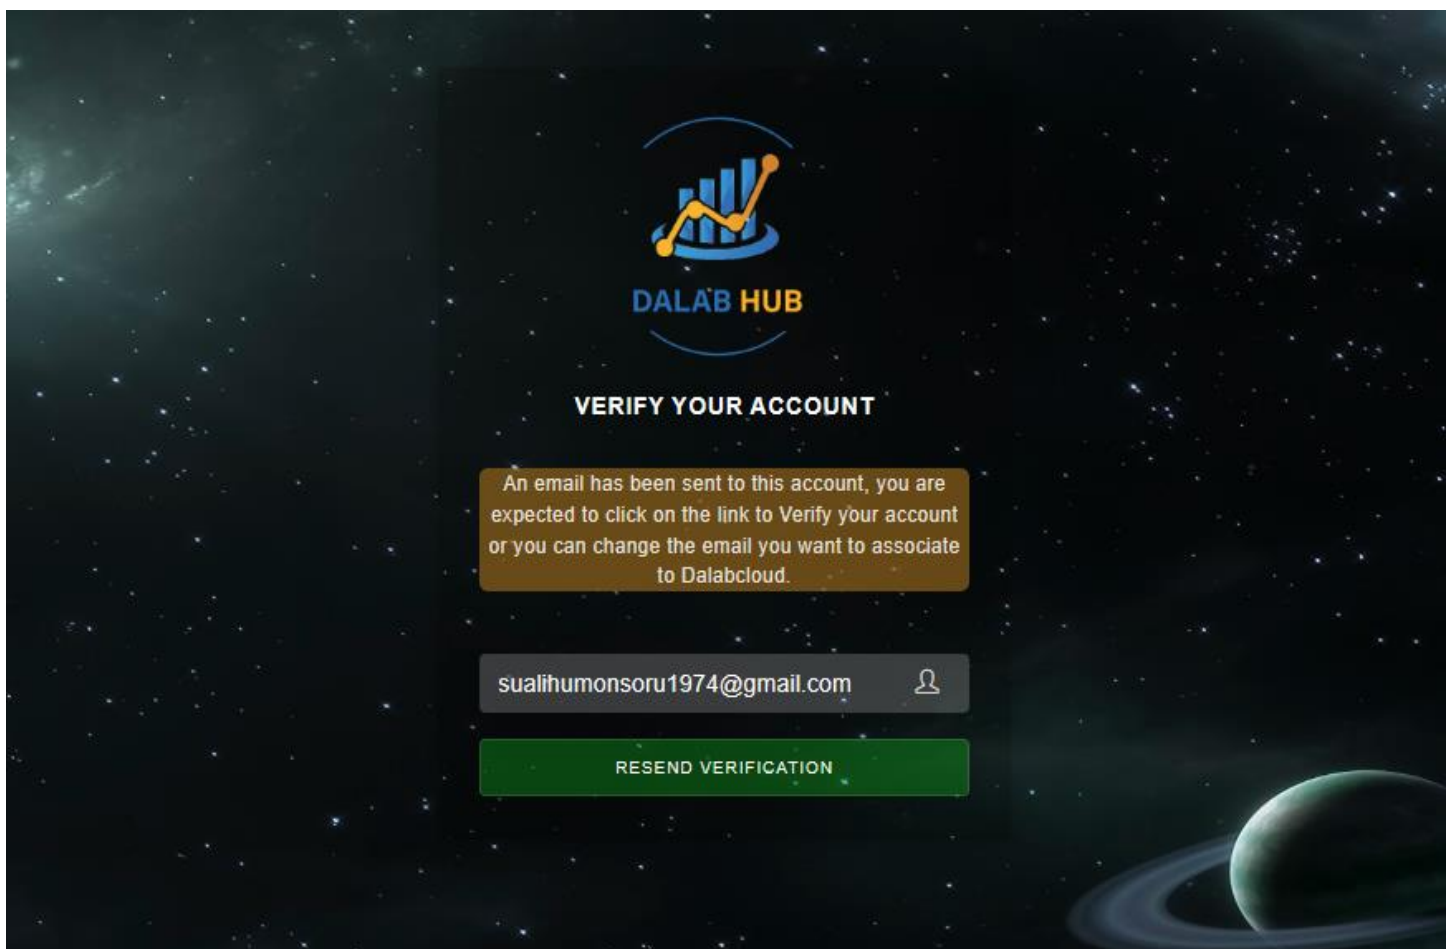 DALAB HUB
VERIFY YOUR ACCOUNT
An email has been sent to this account, you are
expected to click on the link to Verify your account
or you can change the email you want to associate
to Dalabcloud.
sualihumonsoru1974@gmail.com
RESEND VERIFICATION